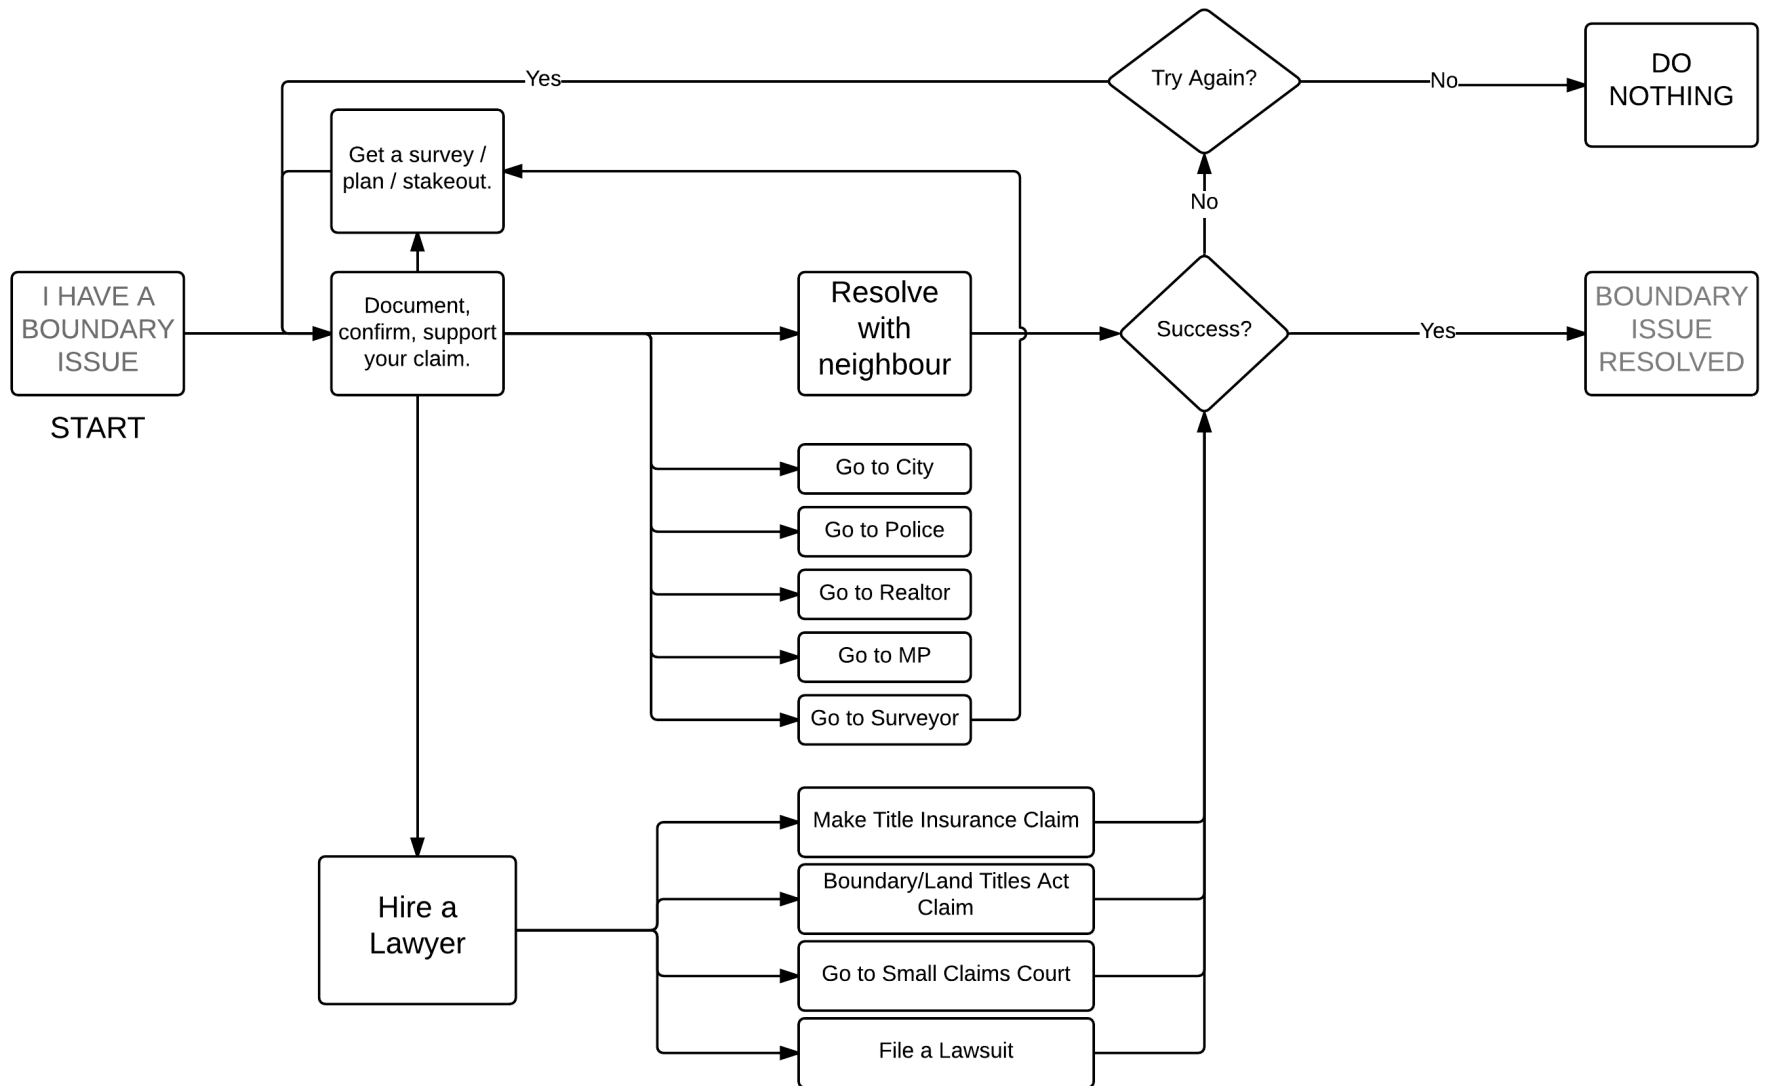 Try Again?
Yes
No
DO
NOTHING
Get a survey /
plan / stakeout.
No
I HAVE A
BOUNDARY
ISSUE
START
Document,
confirm, support
your claim.
Resolve
with
neighbour
Success?
Yes
BOUNDARY
ISSUE
RESOLVED
Go to City
Go to Police
Go to Realtor
Go to MP
Go to Surveyor
Hire a
Lawyer
Make Title Insurance Claim
Boundary/Land Titles Act
Claim
Go to Small Claims Court
File a Lawsuit